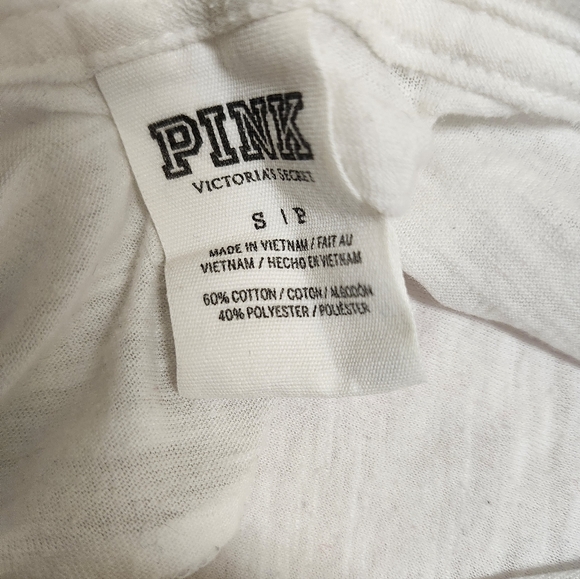 PINK
VICTORIA'S SECRET
S | P
MADE IN VIETNAM / FAIT AU
VIETNAM / HECHO EN VIETNAM
60% COTTON / COTON / ALGODÓN
40% POLYESTER / POLIÉSTER